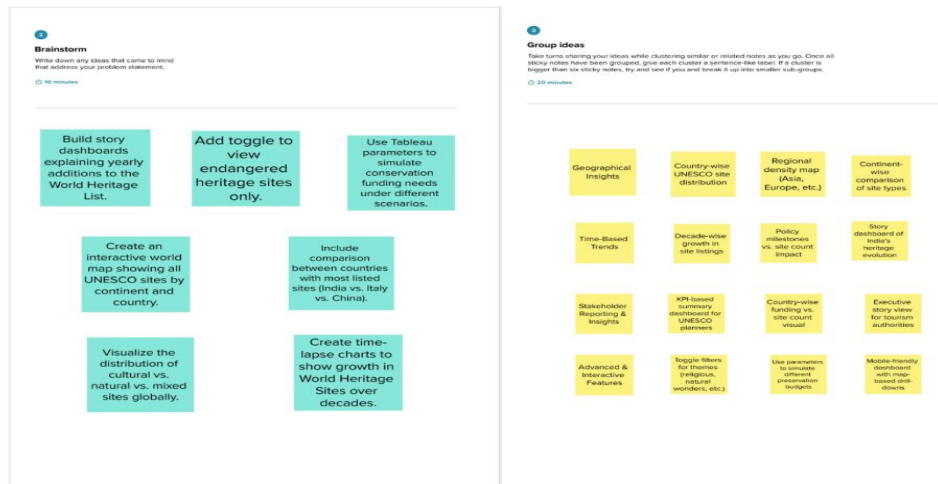 2
Brainstorm
Write down any ideas that come to mind
that address your problem statement.
10 minutes
Build story
dashboards
explaining yearly
additions to the
World Heritage
List.
Add toggle to
view
endangered
heritage sites
only.
Use Tableau
parameters to
simulate
conservation
funding needs
under different
scenarios.
Create an
interactive world
map showing all
UNESCO sites by
continent and
country.
Include
comparison
between countries
with most listed
sites (India vs. Italy
vs. China).
Visualize the
distribution of
cultural vs.
natural vs. mixed
sites globally.
Create time-
lapse charts to
show growth in
World Heritage
Sites over
decades.
3
Group ideas
Take turns sharing your ideas while clustering similar or related notes as you go. Once all
sticky notes have been grouped, give each cluster a sentence-like label. If a cluster is
bigger than six sticky notes, try and see if you and break it up into smaller sub-groups.
20 minutes
Geographical
Insights
Country-wise
UNESCO site
distribution
Regional
density map
(Asia,
Europe, etc.)
Continent-
wise
comparison
of site types
Time-Based
Trends
Decade-wise
growth in
site listings
Policy
milestones
vs. site count
impact
Story
dashboard of
India's
heritage
evolution
Stakeholder
Reporting &
Insights
KPI-based
summary
dashboard for
UNESCO
planners
Country-wise
funding vs.
site count
visual
Executive
story view
for tourism
authorities
Advanced &
Interactive
Features
Toggle filters
for themes
(religious,
natural
wonders, etc.)
Use parameters
to simulate
different
preservation
budgets
Mobile-friendly
dashboard
with map-
based drill-
downs